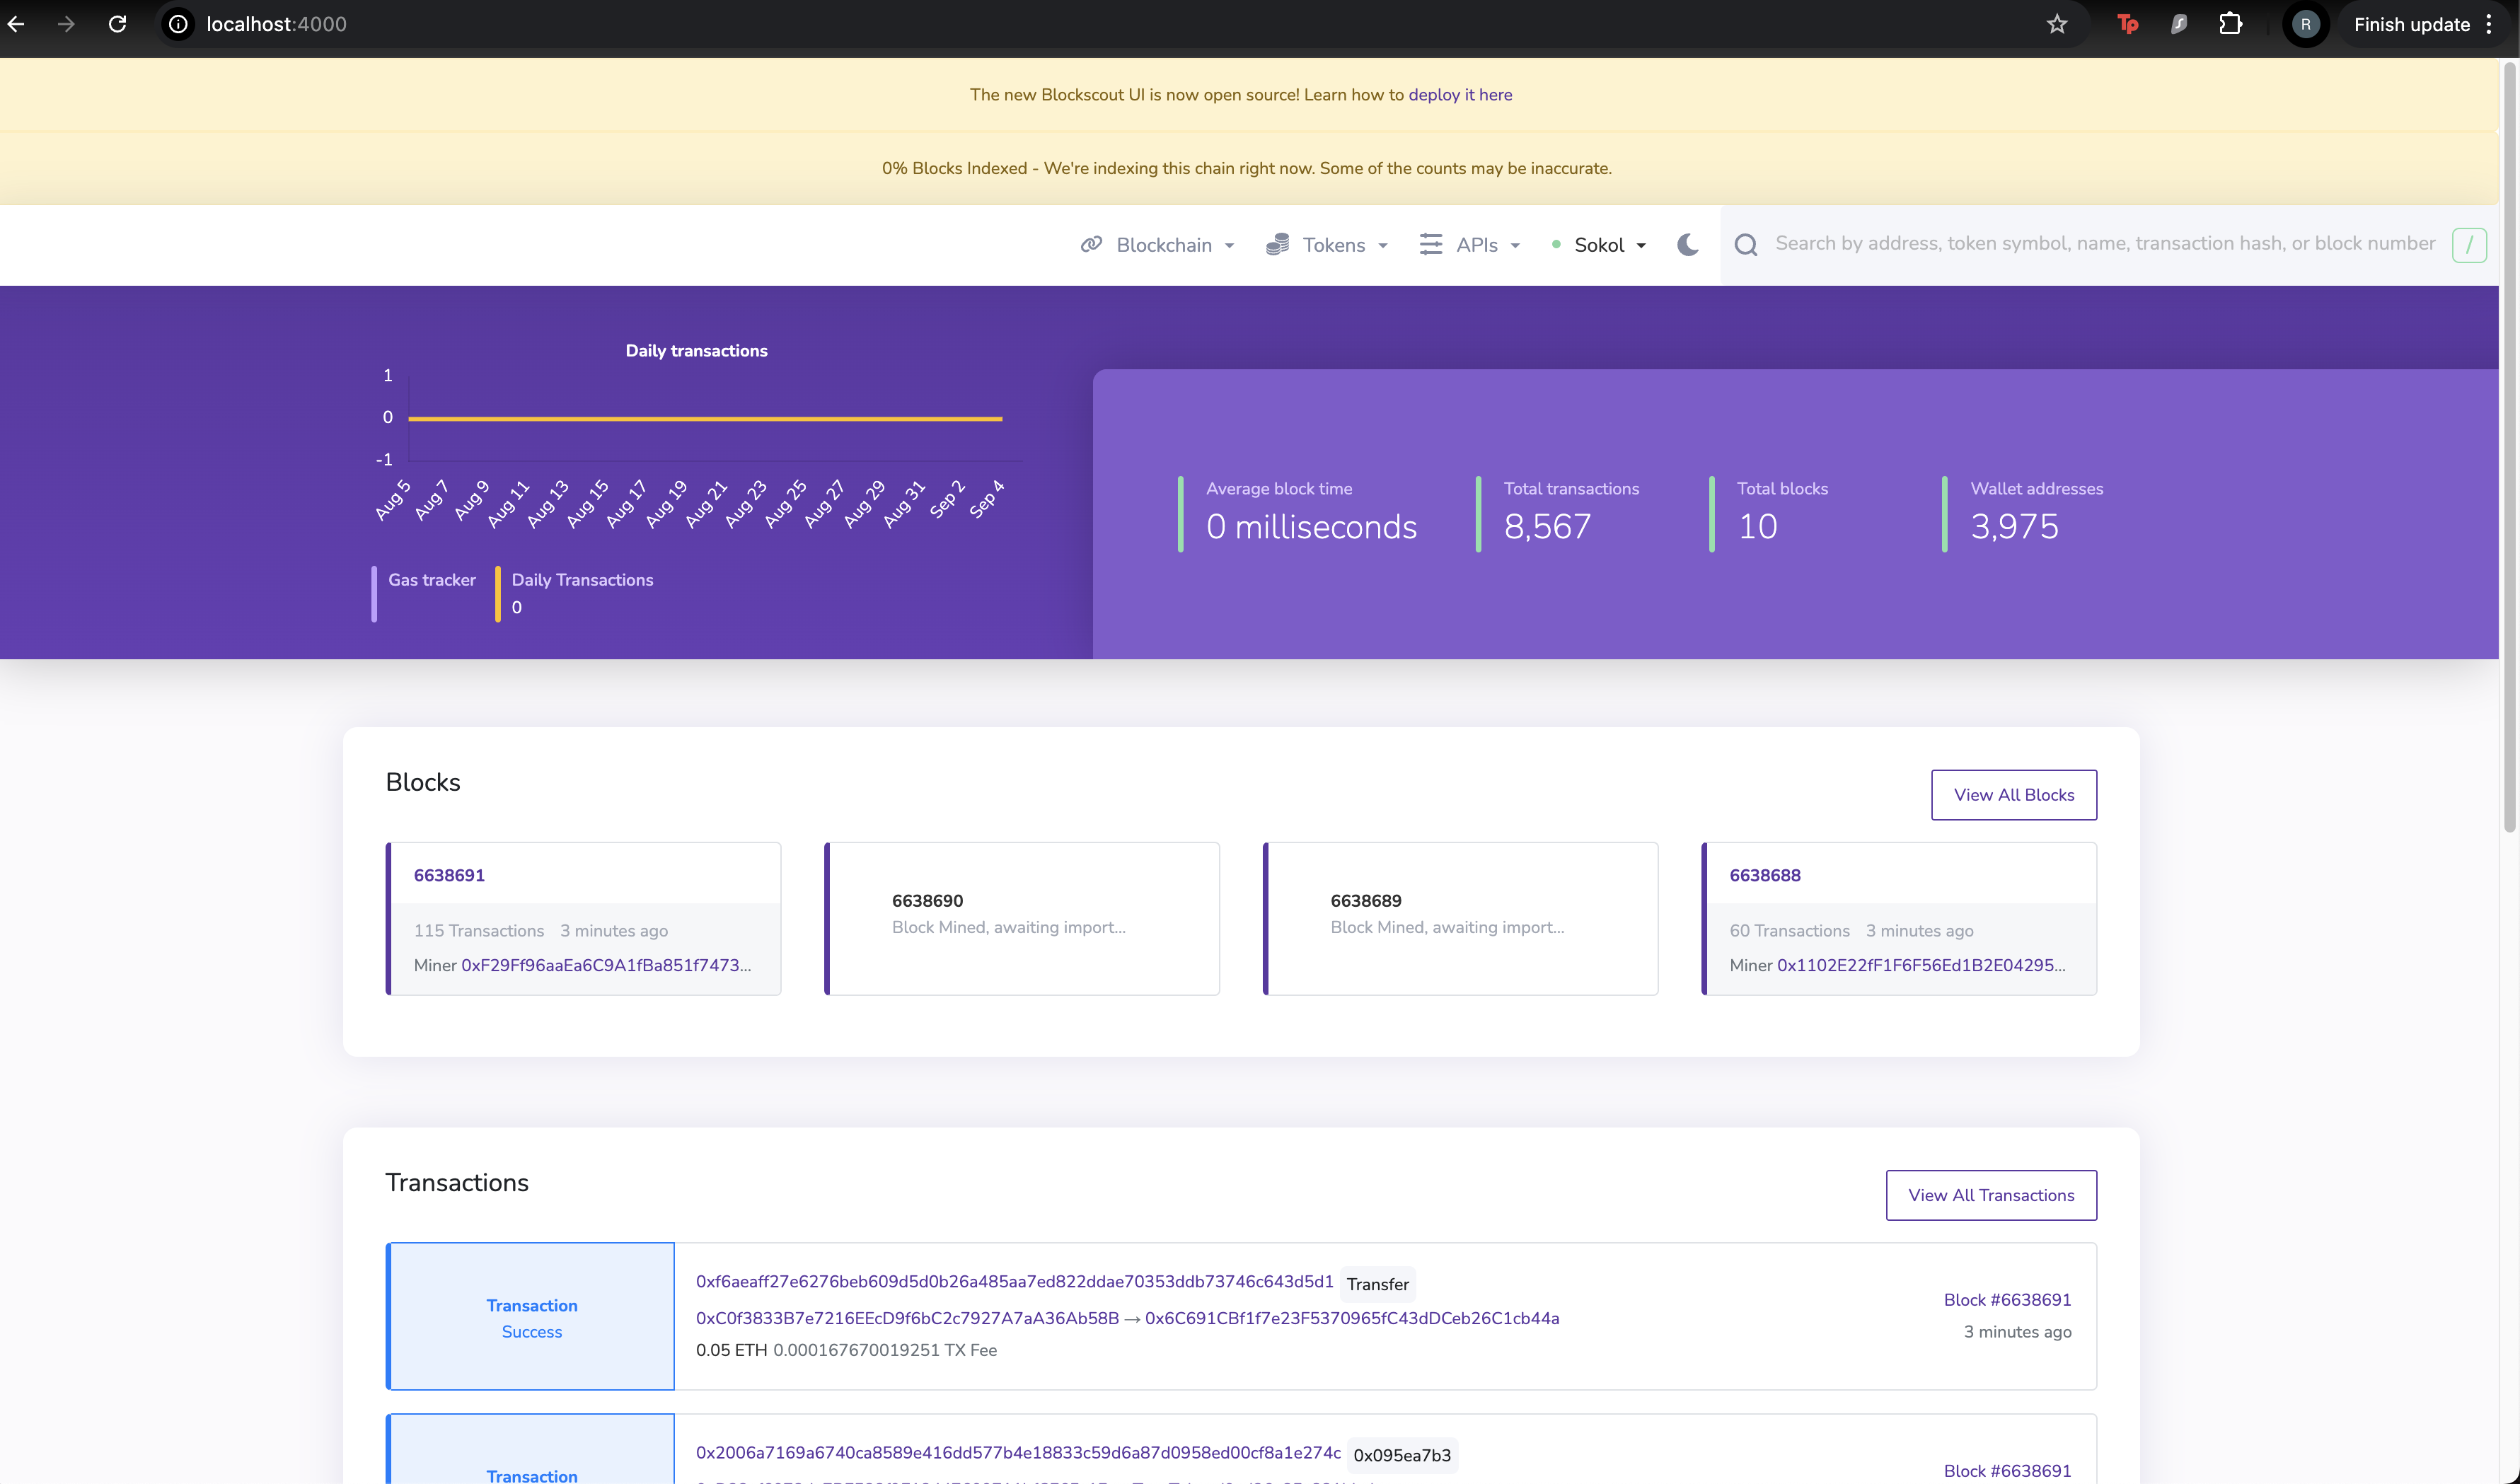 localhost:4000
Tp
R
Finish update
The new Blockscout UI is now open source! Learn how to deploy it here
0% Blocks Indexed - We're indexing this chain right now. Some of the counts may be inaccurate.
Blockchain
Tokens
APIs
Sokol
Search by address, token symbol, name, transaction hash, or block number
/
Daily transactions
1
0
-1
Aug 5
Aug 7
Aug 9
Aug 11
Aug 13
Aug 15
Aug 17
Aug 19
Aug 21
Aug 23
Aug 25
Aug 27
Aug 29
Aug 31
Sep 2
Sep 4
Gas tracker
Daily Transactions
0
Average block time
0 milliseconds
Total transactions
8,567
Total blocks
10
Wallet addresses
3,975
Blocks
View All Blocks
6638691
115 Transactions 3 minutes ago
Miner 0xF29Ff96aaEa6C9A1fBa851f7473...
6638690
Block Mined, awaiting import...
6638689
Block Mined, awaiting import...
6638688
60 Transactions 3 minutes ago
Miner 0x1102E22fF1F6F56Ed1B2E04295...
Transactions
View All Transactions
Transaction
Success
0xf6aeaff27e6276beb609d5d0b26a485aa7ed822ddae70353ddb73746c643d5d1 Transfer
0xC0f3833B7e7216EEcD9f6bC2c7927A7aA36Ab58B → 0x6C691CBf1f7e23F5370965fC43dDCeb26C1cb44a
0.05 ETH 0.000167670019251 TX Fee
Block #6638691
3 minutes ago
Transaction
0x2006a7169a6740ca8589e416dd577b4e18833c59d6a87d0958ed00cf8a1e274c 0x095ea7b3
Block #6638691